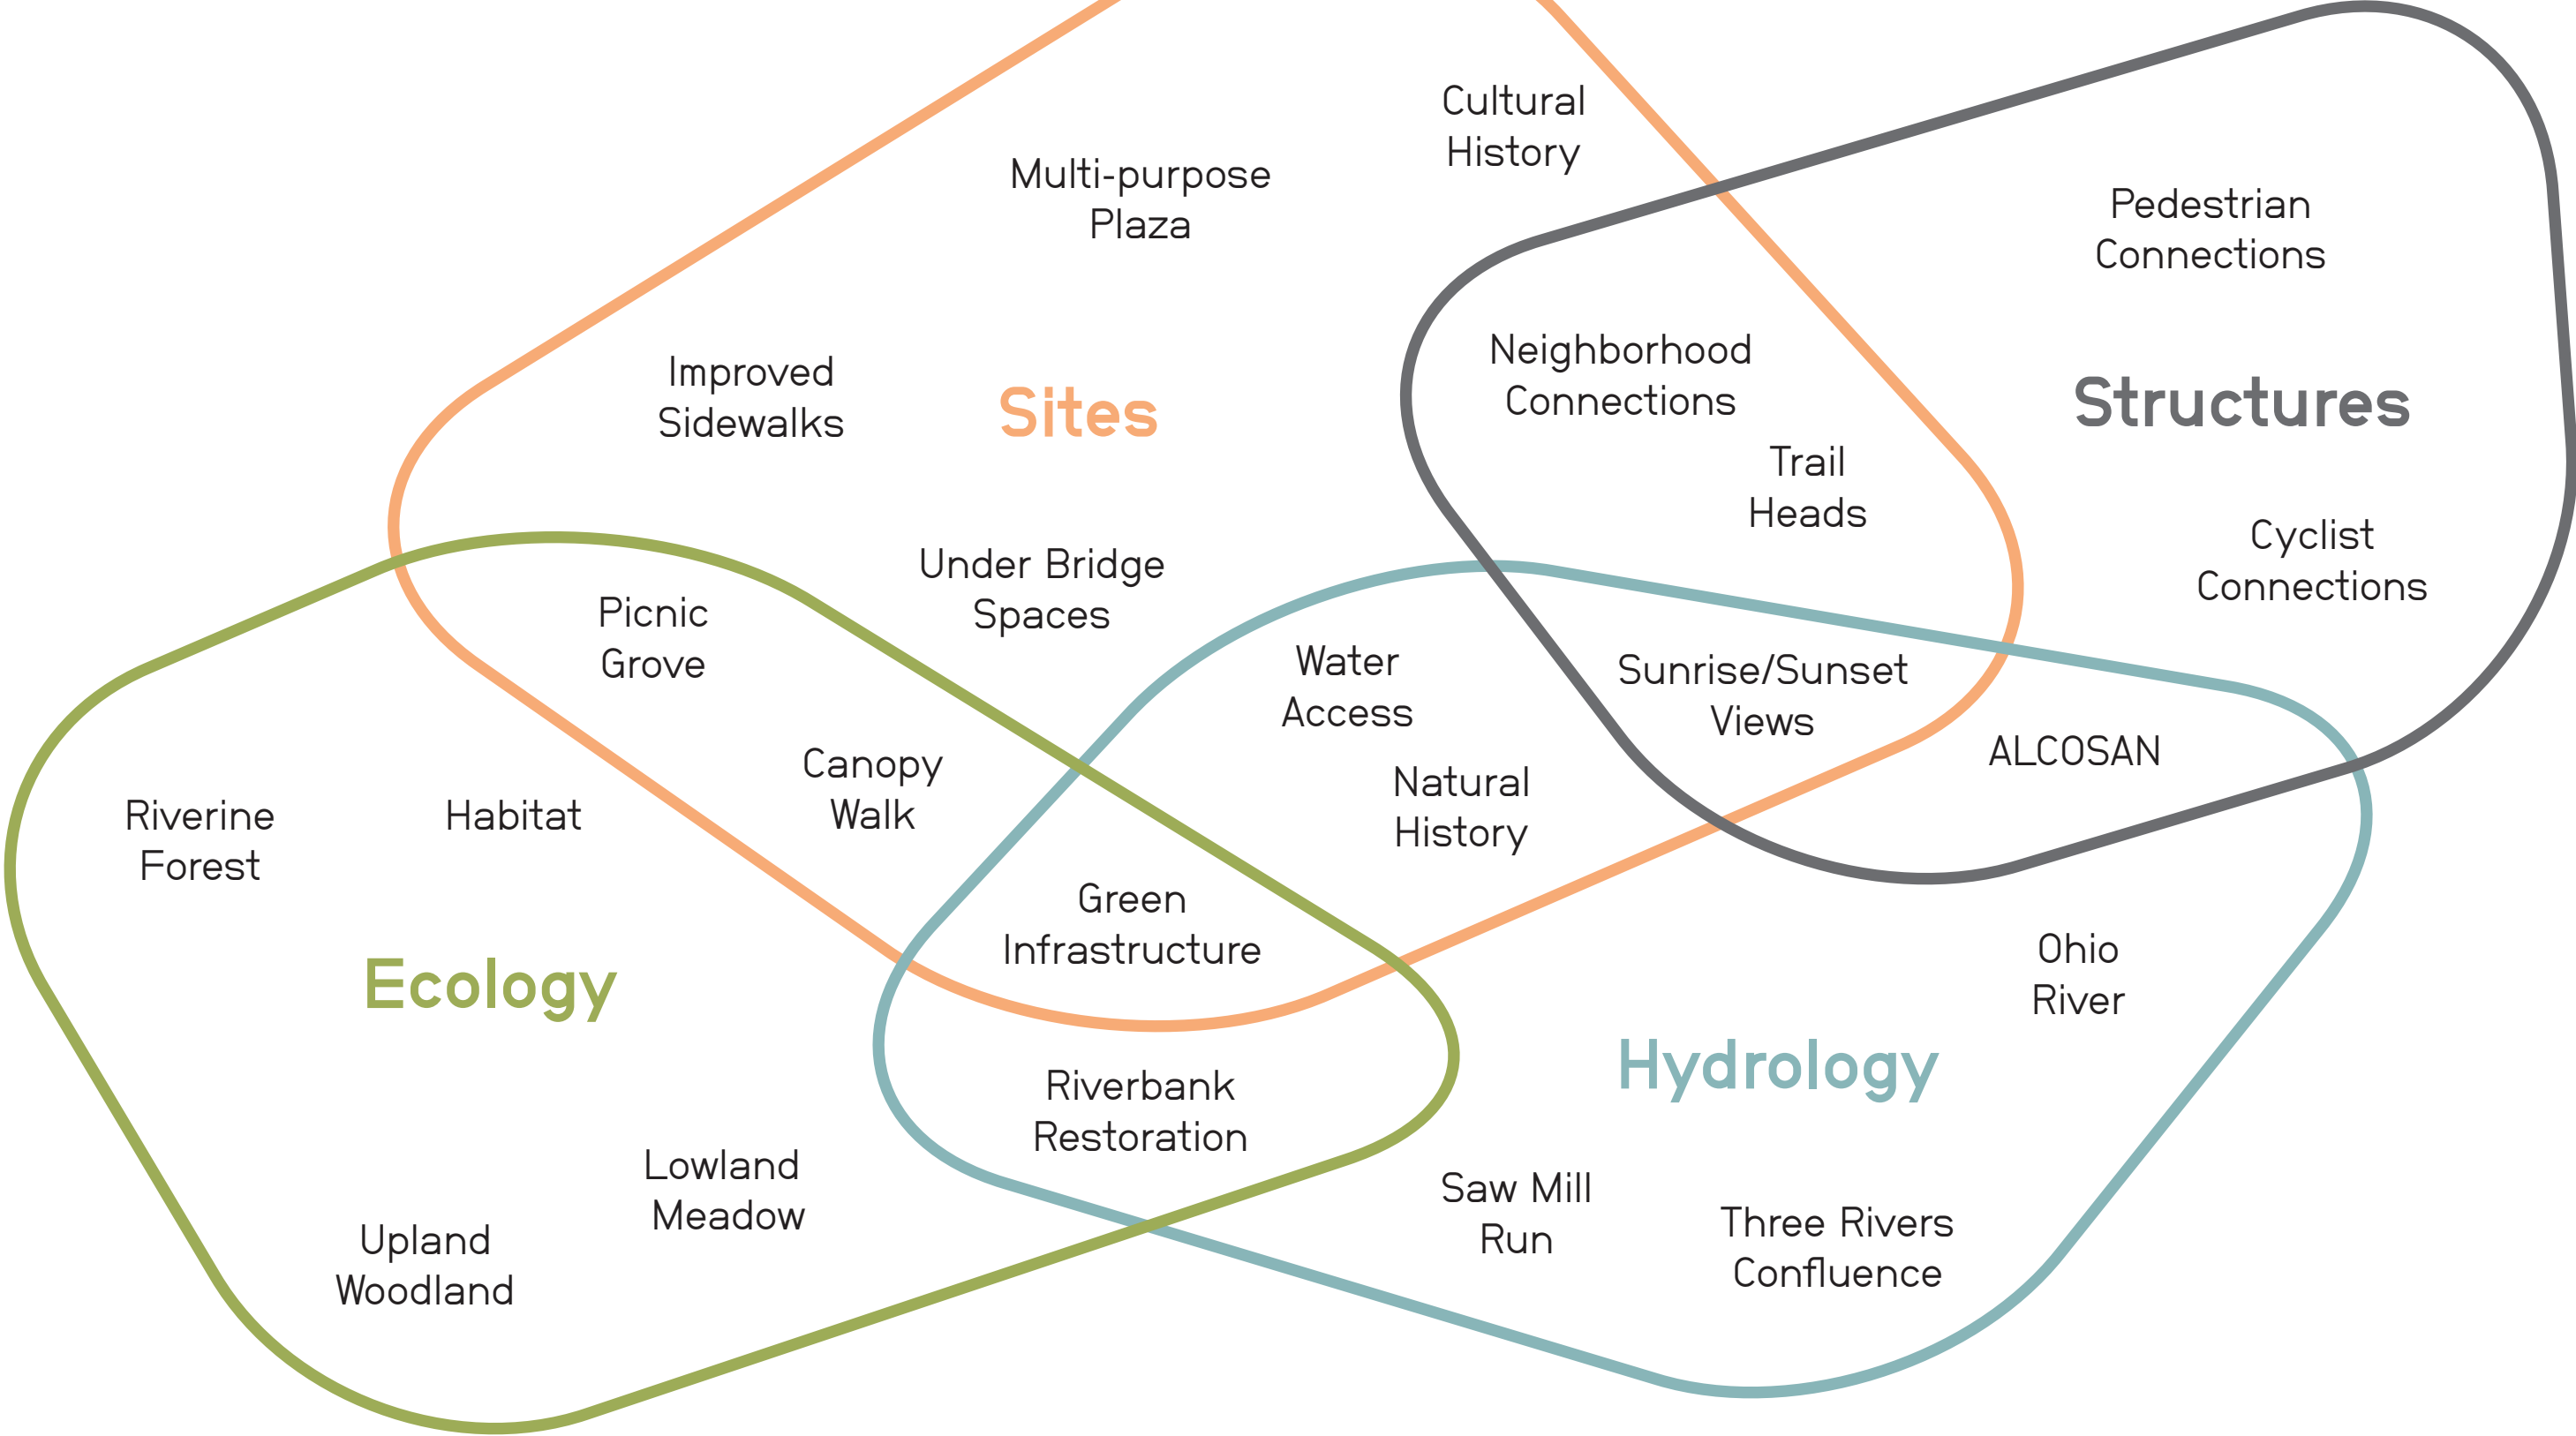 Cultural
History
Multi-purpose
Plaza
Pedestrian
Connections
Neighborhood
Connections
Improved
Sidewalks
Sites
Structures
Trail
Heads
Cyclist
Connections
Under Bridge
Spaces
Picnic
Grove
Water
Access
Sunrise/Sunset
Views
ALCOSAN
Canopy
Walk
Natural
History
Riverine
Forest
Habitat
Green
Infrastructure
Ohio
River
Ecology
Hydrology
Riverbank
Restoration
Lowland
Meadow
Saw Mill
Run
Three Rivers
Confluence
Upland
Woodland